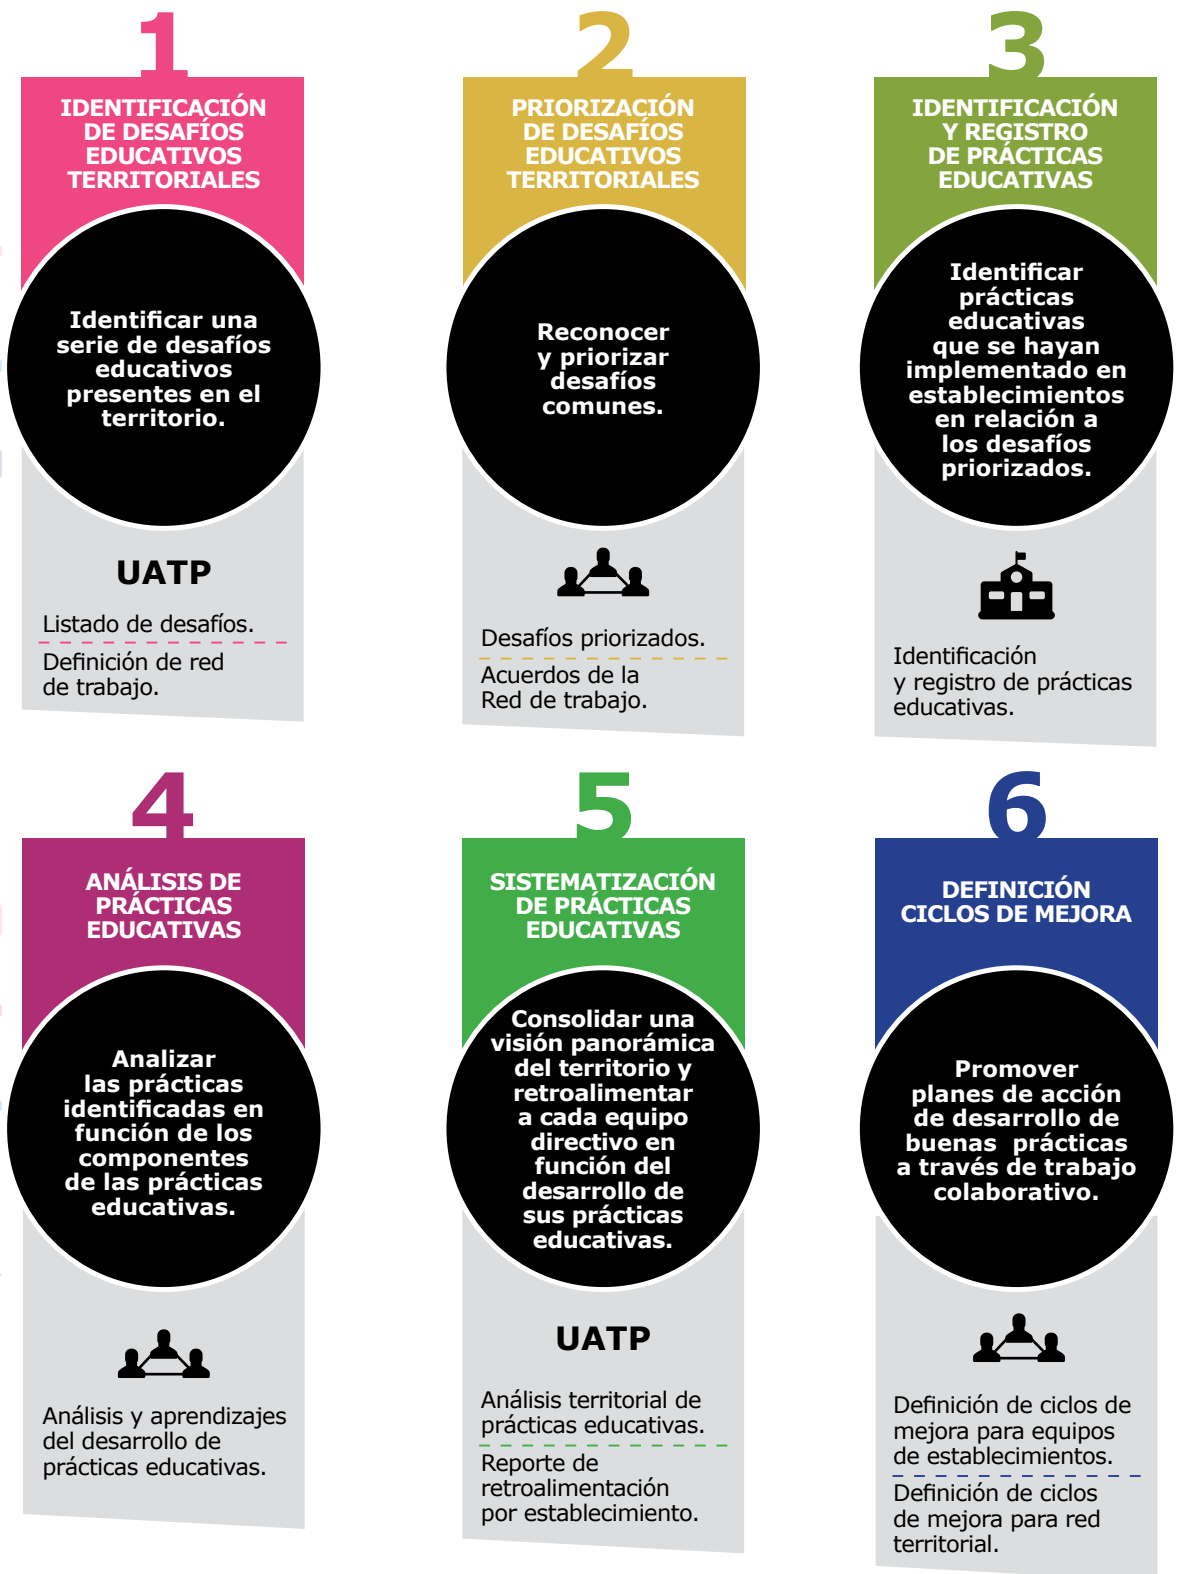 1
IDENTIFICACIÓN
DE DESAFÍOS
EDUCATIVOS
TERRITORIALES
Identificar una
serie de desafíos
educativos
presentes en el
territorio.
UATP
Listado de desafíos.
Definición de red
de trabajo.
2
PRIORIZACIÓN
DE DESAFÍOS
EDUCATIVOS
TERRITORIALES
Reconocer
y priorizar
desafíos
comunes.
Desafíos priorizados.
Acuerdos de la
Red de trabajo.
3
IDENTIFICACIÓN
Y REGISTRO
DE PRÁCTICAS
EDUCATIVAS
Identificar
prácticas
educativas
que se hayan
implementado en
establecimientos
en relación a
los desafíos
priorizados.
Identificación
y registro de prácticas
educativas.
4
ANÁLISIS DE
PRÁCTICAS
EDUCATIVAS
Analizar
las prácticas
identificadas en
función de los
componentes
de las prácticas
educativas.
Análisis y aprendizajes
del desarrollo de
prácticas educativas.
5
SISTEMATIZACIÓN
DE PRÁCTICAS
EDUCATIVAS
Consolidar una
visión panorámica
del territorio y
retroalimentar
a cada equipo
directivo en
función del
desarrollo de
sus prácticas
educativas.
UATP
Análisis territorial de
prácticas educativas.
Reporte de
retroalimentación
por establecimiento.
6
DEFINICIÓN
CICLOS DE MEJORA
Promover
planes de acción
de desarrollo de
buenas  prácticas
a través de trabajo
colaborativo.
Definición de ciclos de
mejora para equipos
de establecimientos.
Definición de ciclos
de mejora para red
territorial.